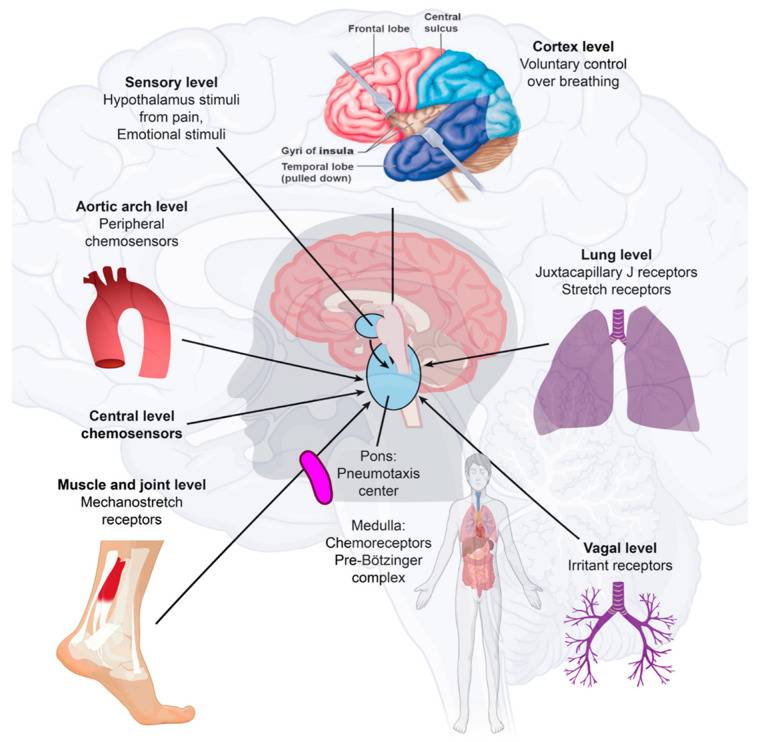 Frontal lobe
Central
sulcus
Cortex level
Voluntary control
over breathing
Sensory level
Hypothalamus stimuli
from pain,
Emotional stimuli
Gyri of insula
Temporal lobe
(pulled down)
Aortic arch level
Peripheral
chemosensors
Lung level
Juxtacapillary J receptors
Stretch receptors
Central level
chemosensors
Muscle and joint level
Mechanostretch
receptors
Pons:
Pneumotaxis
center
Medulla:
Chemoreceptors
Pre-Bötzinger
complex
Vagal level
Irritant receptors